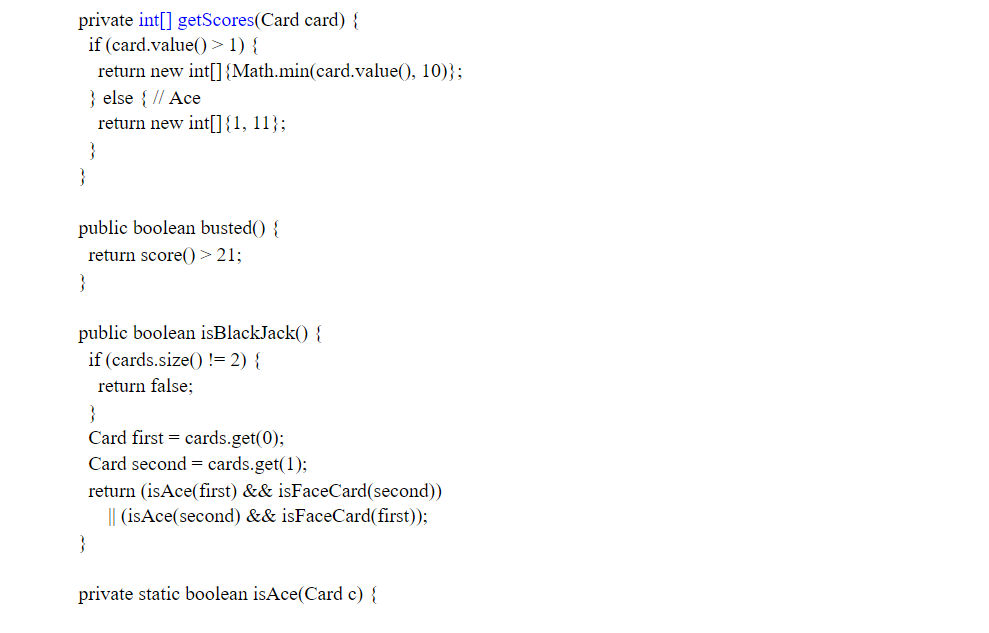 private int[] getScores(Card card) {
if (card.value() > 1) {
return new int[]{Math.min(card.value(), 10)};
} else { // Ace
return new int[]{1, 11};
}
}
public boolean busted() {
return score() > 21;
}
public boolean isBlackJack() {
if (cards.size() != 2) {
return false;
}
Card first = cards.get(0);
Card second = cards.get(1);
return (isAce(first) && isFaceCard(second))
|| (isAce(second) && isFaceCard(first));
}
private static boolean isAce(Card c) {